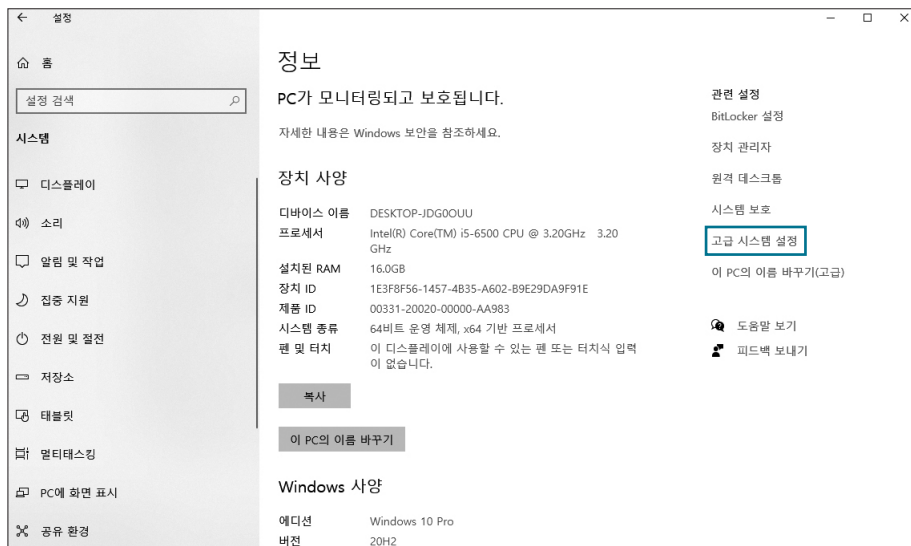 설정
홈
설정 검색
시스템
디스플레이
소리
알림 및 작업
집중 지원
전원 및 절전
저장소
태블릿
멀티태스킹
PC에 화면 표시
공유 환경
정보
PC가 모니터링되고 보호됩니다.
자세한 내용은 Windows 보안을 참조하세요.
장치 사양
디바이스 이름 DESKTOP-JDG0OUU
프로세서 Intel(R) Core(TM) i5-6500 CPU @ 3.20GHz 3.20
GHz
설치된 RAM 16.0GB
장치 ID 1E3F8F56-1457-4B35-A602-B9E29DA9F91E
제품 ID 00331-20020-00000-AA983
시스템 종류 64비트 운영 체제, x64 기반 프로세서
펜 및 터치 이 디스플레이에 사용할 수 있는 펜 또는 터치식 입력
이 없습니다.
복사
이 PC의 이름 바꾸기
Windows 사양
에디션 Windows 10 Pro
버전 20H2
관련 설정
BitLocker 설정
장치 관리자
원격 데스크톱
시스템 보호
고급 시스템 설정
이 PC의 이름 바꾸기(고급)
도움말 보기
피드백 보내기